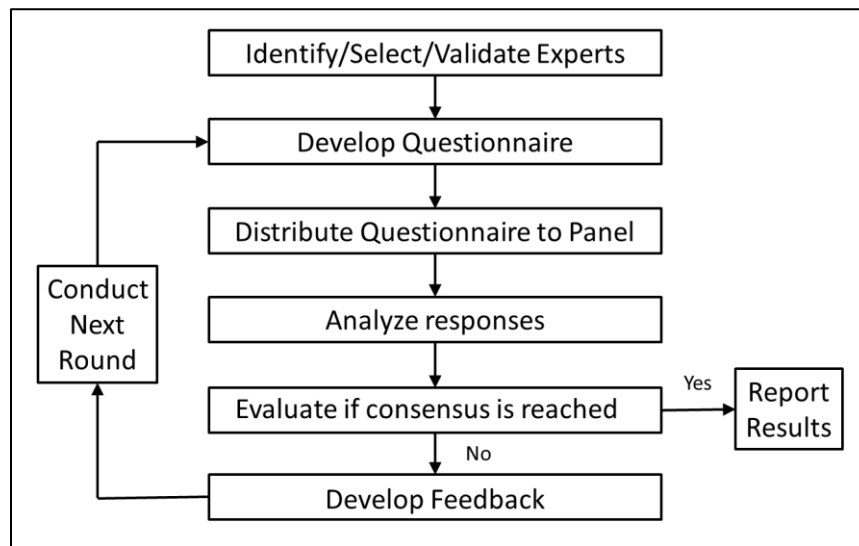 Identify/Select/Validate Experts
Develop Questionnaire
Distribute Questionnaire to Panel
Conduct
Next
Round
Analyze responses
Evaluate if consensus is reached
Yes
Report
Results
No
Develop Feedback